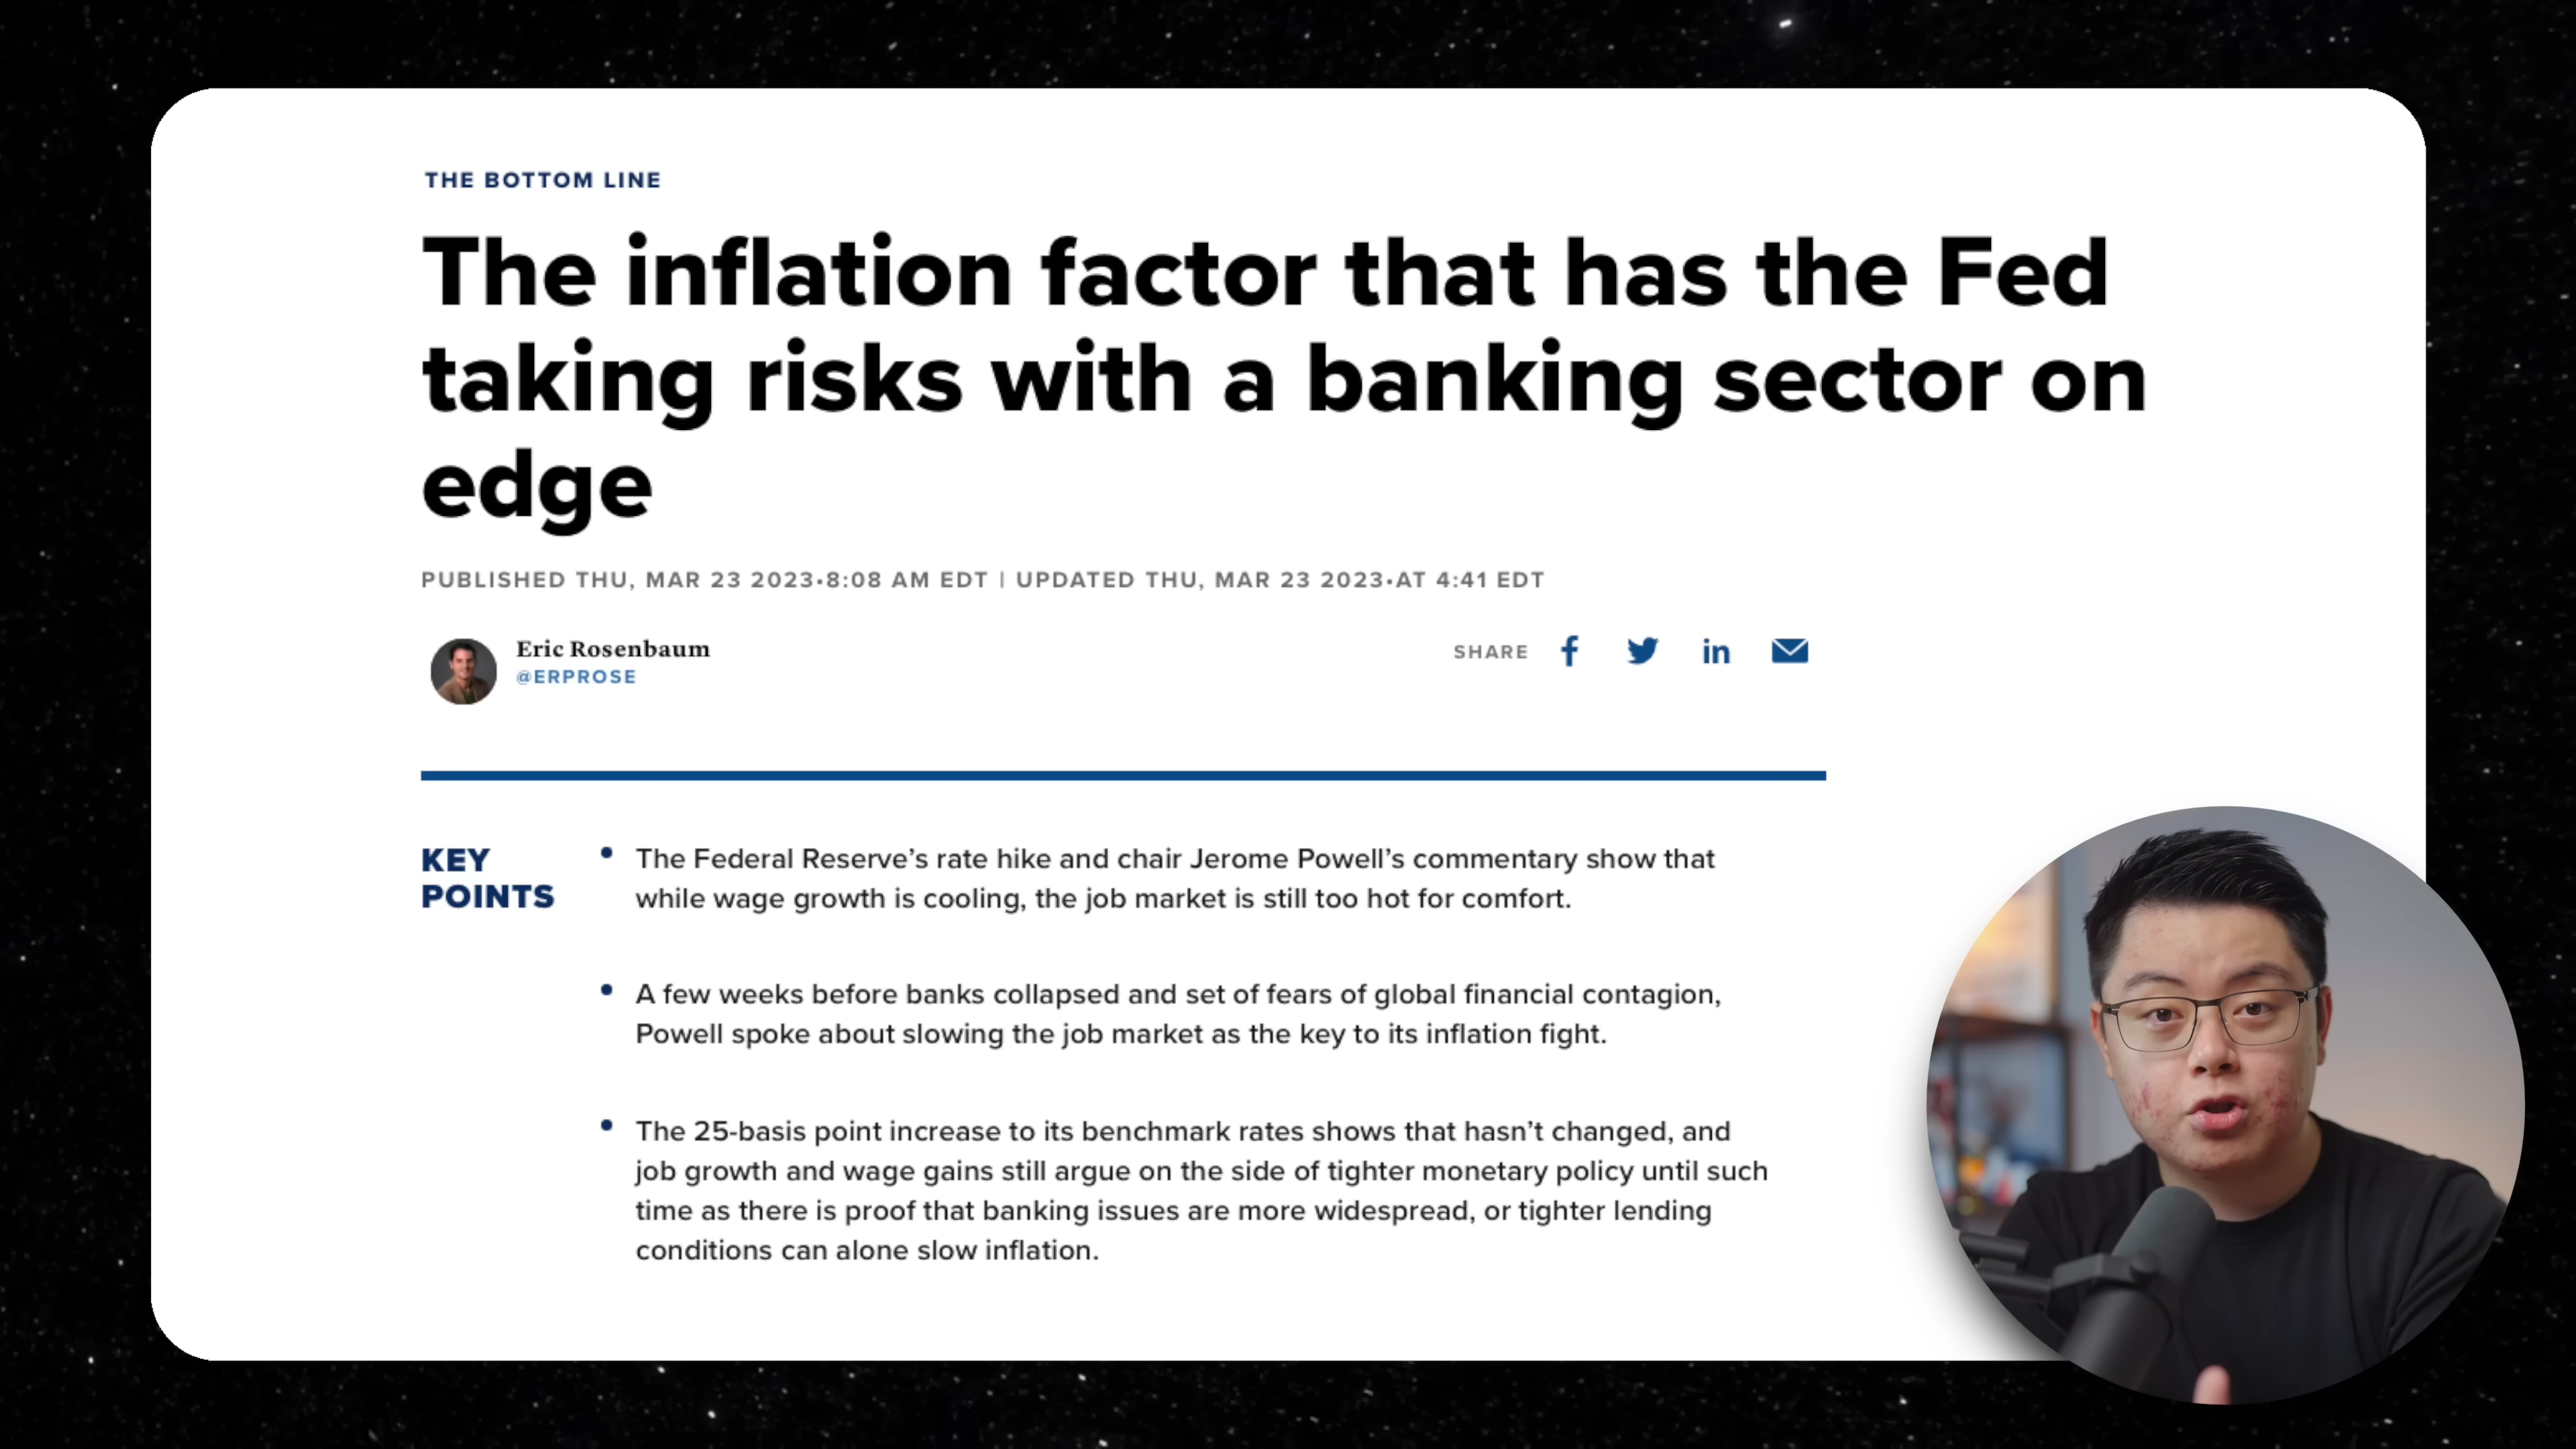 THE BOTTOM LINE
The inflation factor that has the Fed
taking risks with a banking sector on
edge
PUBLISHED THU, MAR 23 2023•8:08 AM EDT | UPDATED THU, MAR 23 2023•AT 4:41 EDT
Eric Rosenbaum
@ERPROSE
SHARE
KEY
POINTS
• The Federal Reserve’s rate hike and chair Jerome Powell’s commentary show that
while wage growth is cooling, the job market is still too hot for comfort.
• A few weeks before banks collapsed and set of fears of global financial contagion,
Powell spoke about slowing the job market as the key to its inflation fight.
• The 25-basis point increase to its benchmark rates shows that hasn’t changed, and
job growth and wage gains still argue on the side of tighter monetary policy until such
time as there is proof that banking issues are more widespread, or tighter lending
conditions can alone slow inflation.